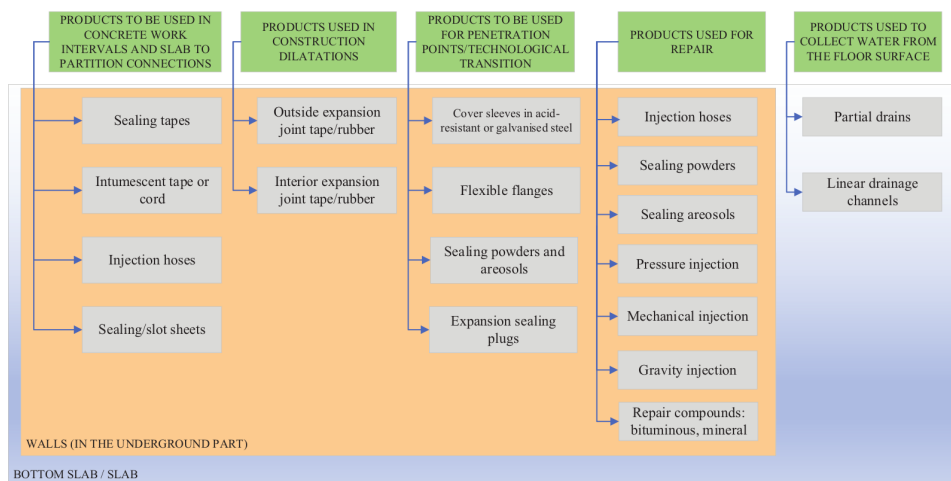 PRODUCTS TO BE USED IN
CONCRETE WORK
INTERVALS AND SLAB TO
PARTITION CONNECTIONS
Sealing tapes
Intumescent tape or
cord
Injection hoses
Sealing/slot sheets
PRODUCTS USED IN
CONSTRUCTION
DILATATIONS
Outside expansion
joint tape/rubber
Interior expansion
joint tape/rubber
PRODUCTS TO BE USED
FOR PENETRATION
POINTS/TECHNOLOGICAL
TRANSITION
Cover sleeves in acid-
resistant or galvanised steel
Flexible flanges
Sealing powders and
areosols
Expansion sealing
plugs
PRODUCTS USED FOR
REPAIR
Injection hoses
Sealing powders
Sealing areosols
Pressure injection
Mechanical injection
Gravity injection
Repair compounds:
bituminous, mineral
PRODUCTS USED TO
COLLECT WATER FROM
THE FLOOR SURFACE
Partial drains
Linear drainage
channels
WALLS (IN THE UNDERGROUND PART)
BOTTOM SLAB / SLAB